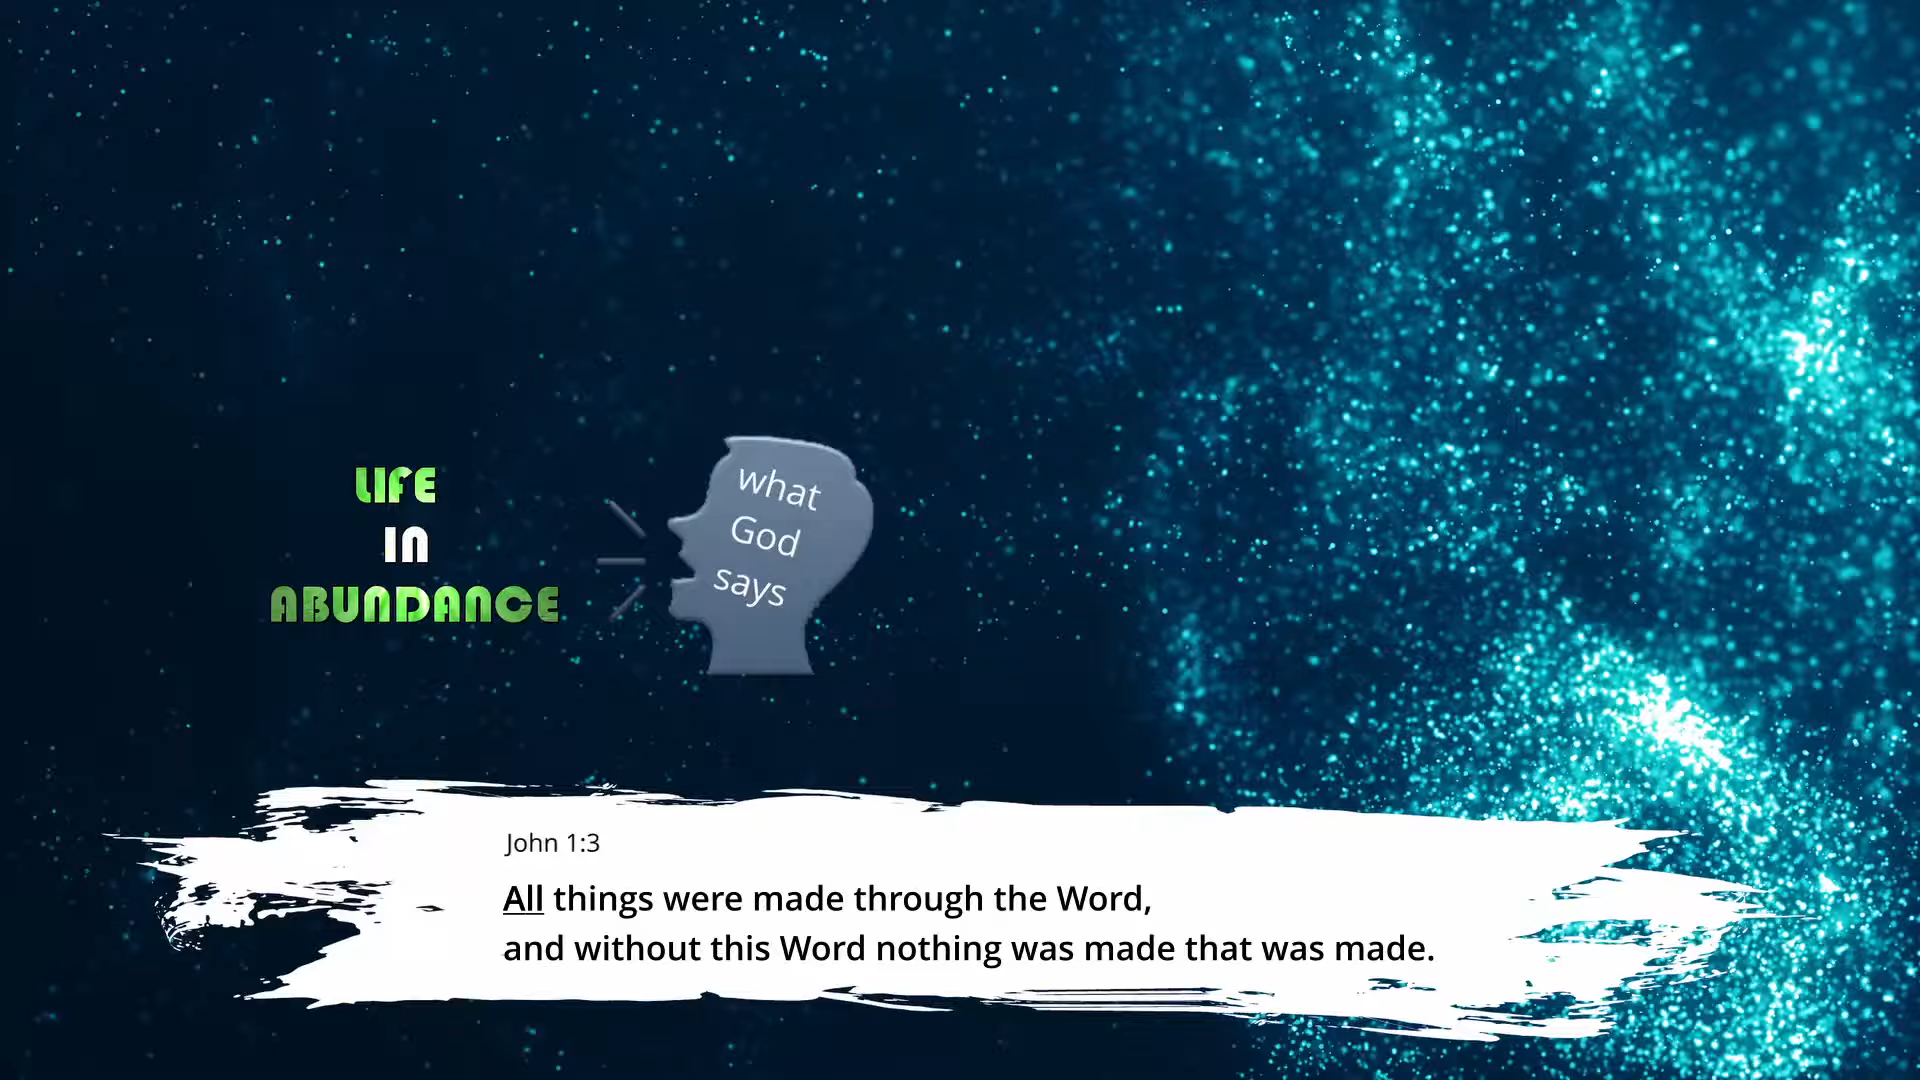 LIFE
IN
ABUNDANCE
what
God
says
John 1:3
All things were made through the Word,
and without this Word nothing was made that was made.